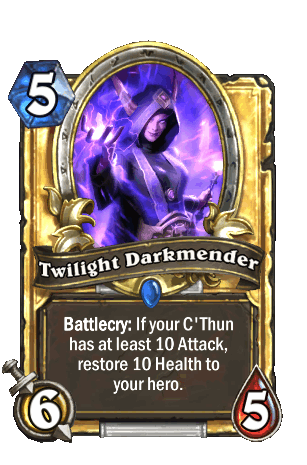 5
Twilight Darkmender
Battlecry: If your C'Thun
has at least 10 Attack,
restore 10 Health to
your hero.
6
5